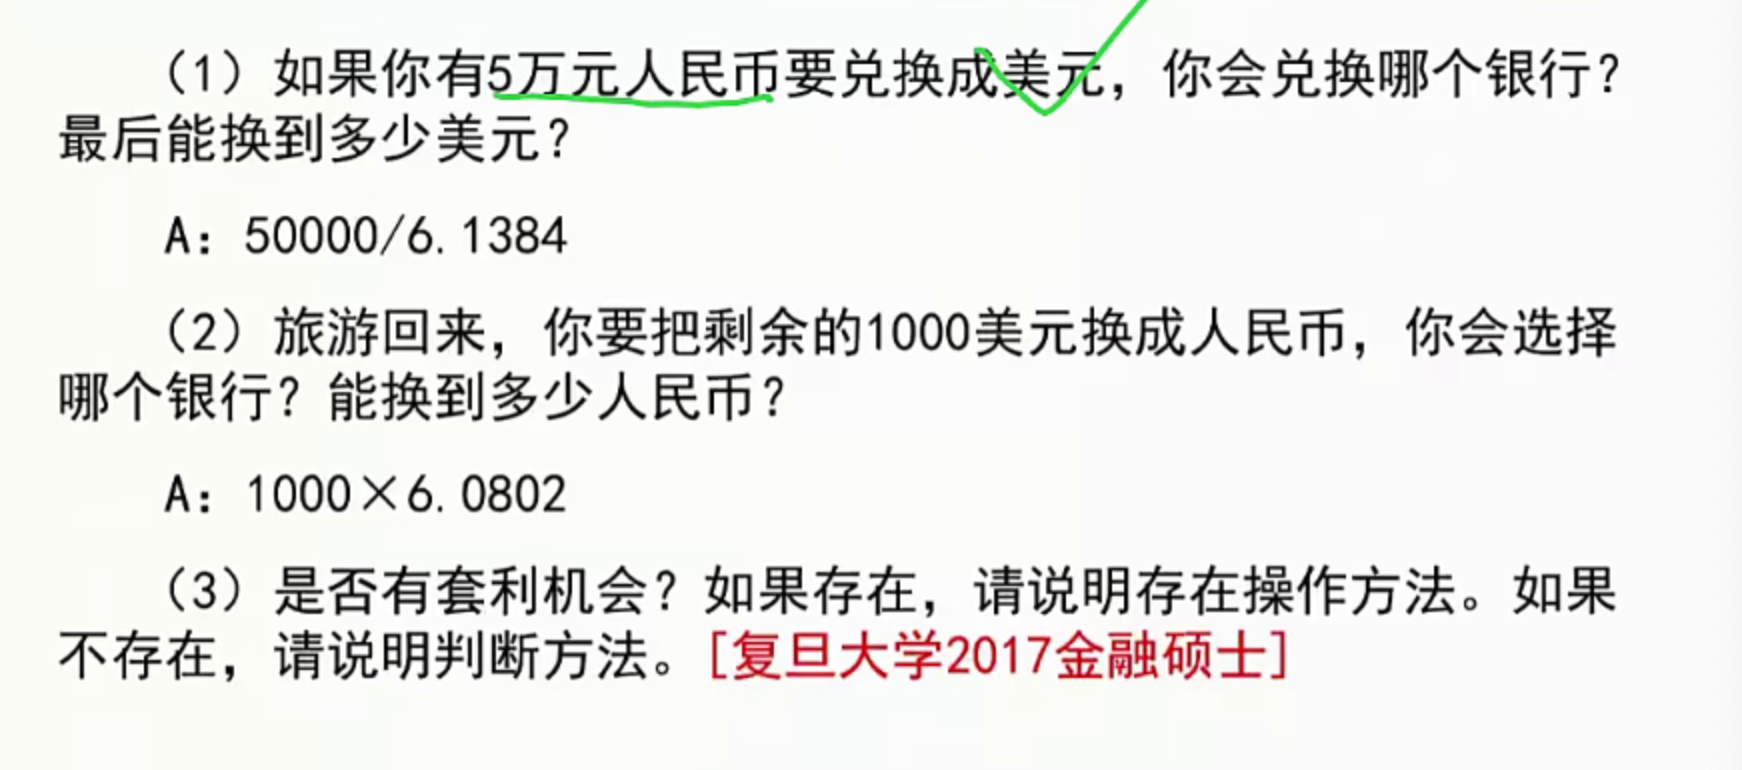 （1）如果你有5万元人民币要兑换成美元，你会兑换哪个银行？
最后能换到多少美元？
A：50000/6.1384
（2）旅游回来，你要把剩余的1000美元换成人民币，你会选择
哪个银行？能换到多少人民币？
A：1000×6.0802
（3）是否有套利机会？如果存在，请说明存在操作方法。如果
不存在，请说明判断方法。[复旦大学2017金融硕士]